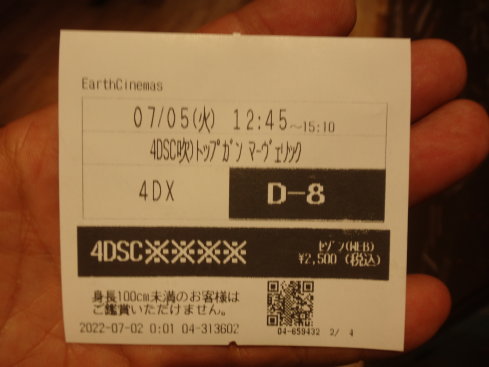 EarthCinemas
07/05(火) 12:45～15:10
4DSC吹)トップガン マーヴェリック
4DX
D-8
4DSC※※※※
ｾｿﾞﾝ(WEB)
¥2,500 (税込)
身長100cm未満のお客様は
ご鑑賞いただけません。
2022-07-02 0:01 04-313602
04-659432 2/ 4